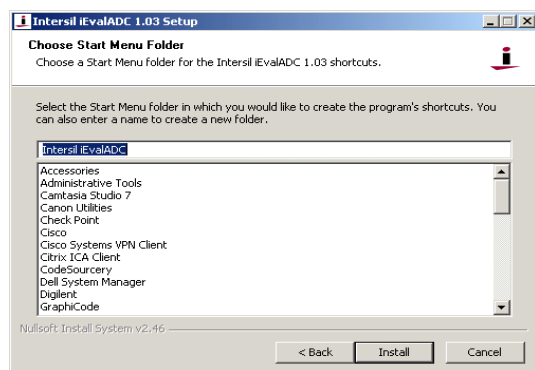 Intersil iEvalADC 1.03 Setup
Choose Start Menu Folder
Choose a Start Menu folder for the Intersil iEvalADC 1.03 shortcuts.
Select the Start Menu folder in which you would like to create the program's shortcuts. You
can also enter a name to create a new folder.
Intersil iEvalADC
Accessories
Administrative Tools
Camtasia Studio 7
Canon Utilities
Check Point
Cisco
Cisco Systems VPN Client
Citrix ICA Client
CodeSourcery
Dell System Manager
Digilent
GraphiCode
Nullsoft Install System v2.46
< Back
Install
Cancel